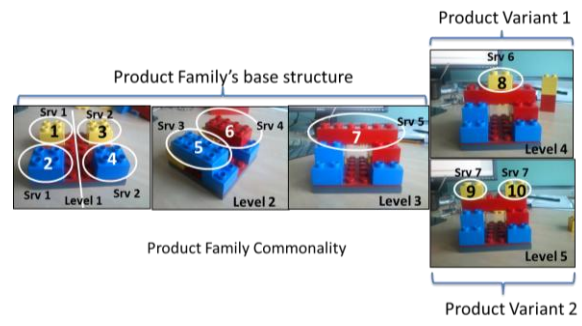 Product Variant 1
Product Family's base structure
Srv 1
Srv 2
1
3
2
4
Srv 1
Level 1
Srv 2
Srv 3
6
Srv 4
5
Level 2
Srv 5
7
Level 3
Srv 6
8
Level 4
Srv 7
Srv 7
9
10
Level 5
Product Family Commonality
Product Variant 2